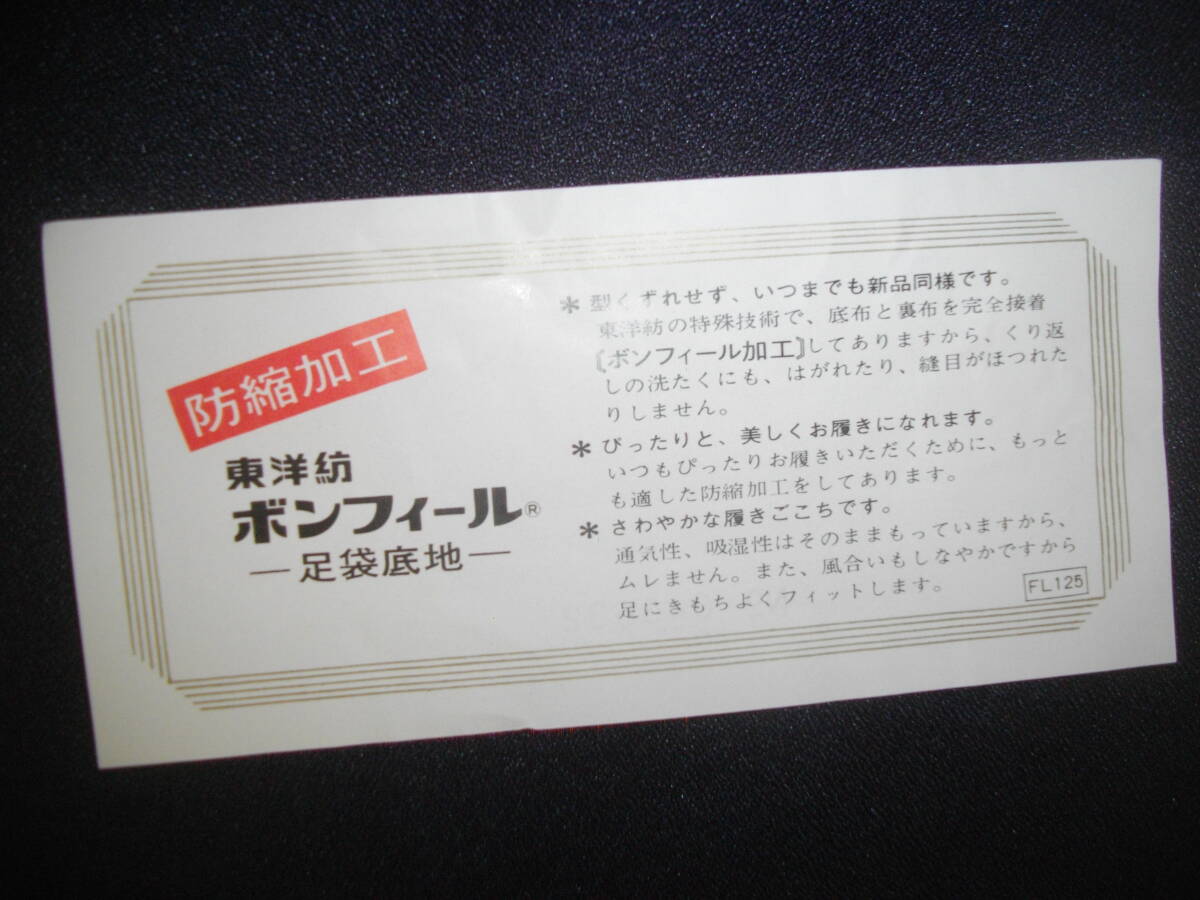 防縮加工
東洋紡
ボンフィール®
―足袋底地―
＊型くずれせず、いつまでも新品同様です。
東洋紡の特殊技術で、底布と裏布を完全接着
〘ボンフィール加工〙してありますから、くり返
しの洗たくにも、はがれたり、縫目がほつれた
りしません。
＊ぴったりと、美しくお履きになれます。
いつもぴったりお履きいただくために、もっと
も適した防縮加工をしてあります。
＊さわやかな履きごこちです。
通気性、吸湿性はそのままもっていますから、
ムレません。また、風合いもしなやかですから
足にきもちよくフィットします。
FL125